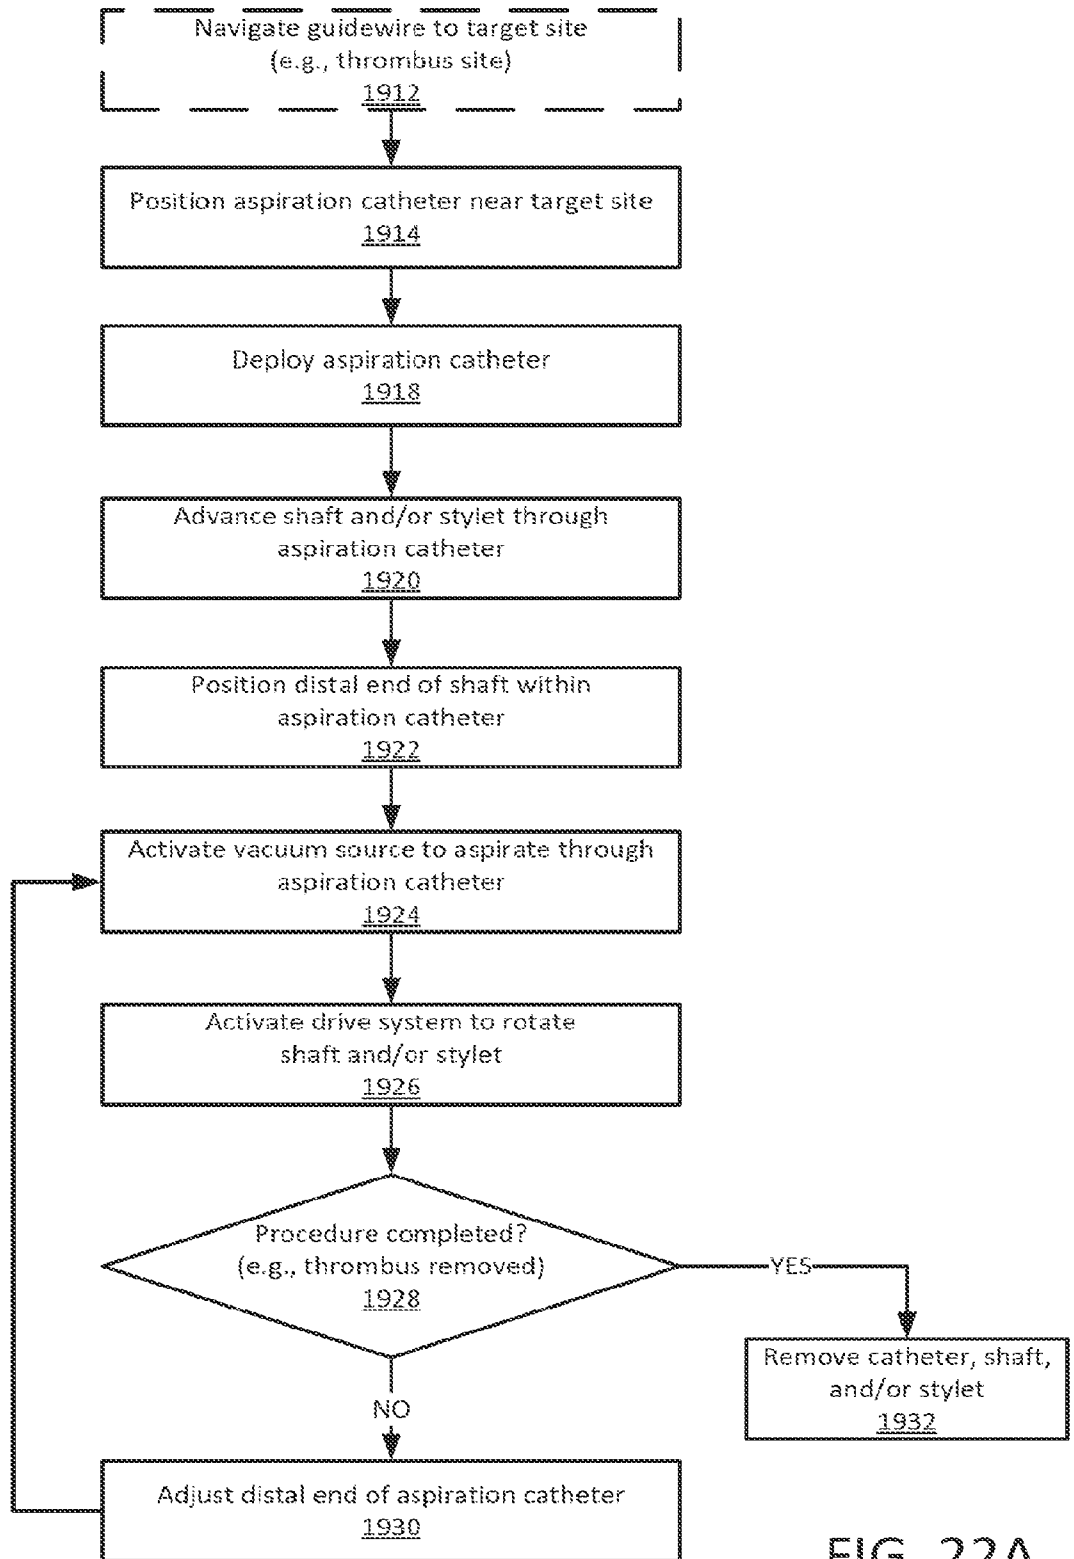 Navigate guidewire to target site
(e.g., thrombus site)
1912
Position aspiration catheter near target site
1914
Deploy aspiration catheter
1918
Advance shaft and/or stylet through
aspiration catheter
1920
Position distal end of shaft within
aspiration catheter
1922
Activate vacuum source to aspirate through
aspiration catheter
1924
Activate drive system to rotate
shaft and/or stylet
1926
Procedure completed?
(e.g., thrombus removed)
1928
YES
Remove catheter, shaft,
and/or stylet
1932
NO
Adjust distal end of aspiration catheter
1930
FIG. 22A